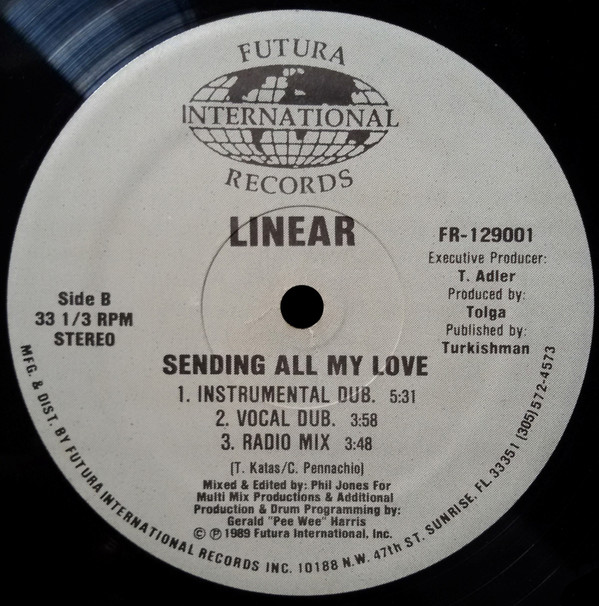 FUTURA
INTERNATIONAL
RECORDS
LINEAR
FR-129001
Executive Producer:
T. Adler
Produced by:
Tolga
Published by:
Turkishman
Side B
33 1/3 RPM
STEREO
SENDING ALL MY LOVE
1. INSTRUMENTAL DUB. 5:31
2. VOCAL DUB. 3:58
3. RADIO MIX 3:48
(T. Katas/C. Pennachio)
Mixed & Edited by: Phil Jones For
Multi Mix Productions & Additional
Production & Drum Programming by:
Gerald "Pee Wee" Harris
© ℗ 1989 Futura International, Inc.
MFG. & DIST. BY FUTURA INTERNATIONAL RECORDS INC. 10188 N.W. 47th ST. SUNRISE, FL 33351 (305) 572-4573